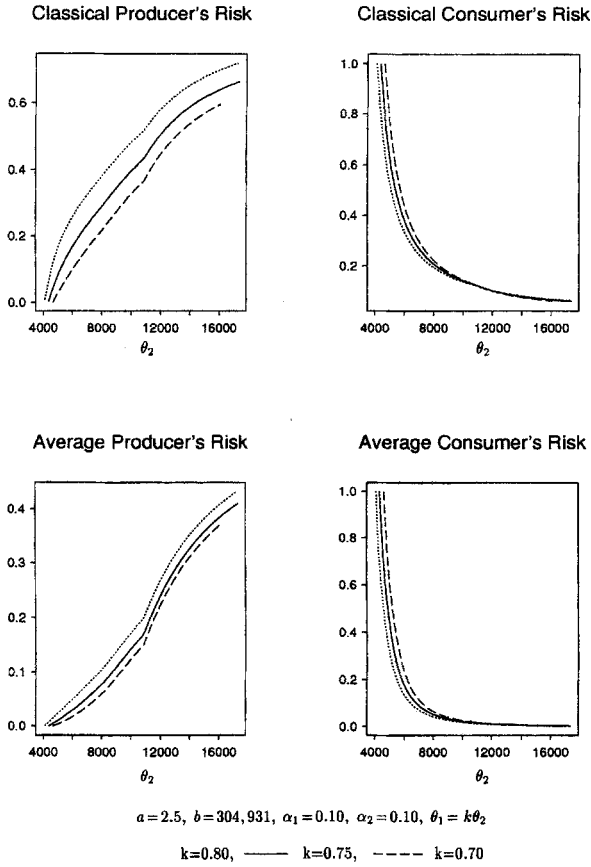 Classical Producer's Risk
0.6
0.4
0.2
0.0
4000 8000 12000 16000
θ₂
Classical Consumer's Risk
1.0
0.8
0.6
0.4
0.2
4000 8000 12000 16000
θ₂
Average Producer's Risk
0.4
0.3
0.2
0.1
0.0
4000 8000 12000 16000
θ₂
Average Consumer's Risk
1.0
0.8
0.6
0.4
0.2
0.0
4000 8000 12000 16000
θ₂
a=2.5, b=304,931, α₁=0.10, α₂=0.10, θ₁=kθ₂
k=0.80, k=0.75, k=0.70